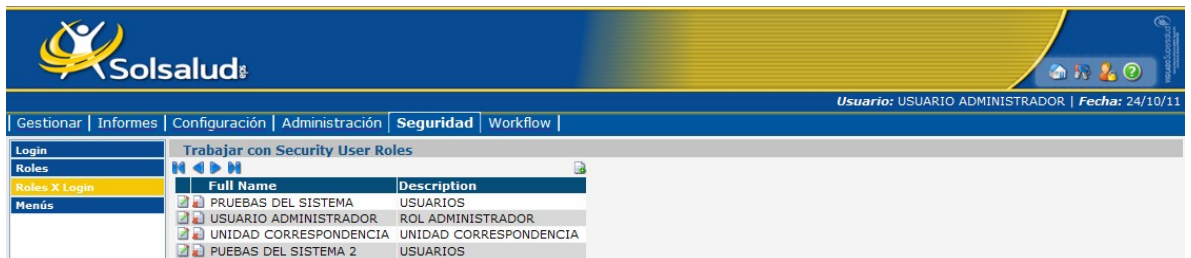 Solsalud
Usuario: USUARIO ADMINISTRADOR | Fecha: 24/10/11
Gestionar | Informes | Configuración | Administración | Seguridad | Workflow |
Login
Roles
Roles X Login
Menús
Trabajar con Security User Roles
Full Name Description
PRUEBAS DEL SISTEMA USUARIOS
USUARIO ADMINISTRADOR ROL ADMINISTRADOR
UNIDAD CORRESPONDENCIA UNIDAD CORRESPONDENCIA
PUEBAS DEL SISTEMA 2 USUARIOS